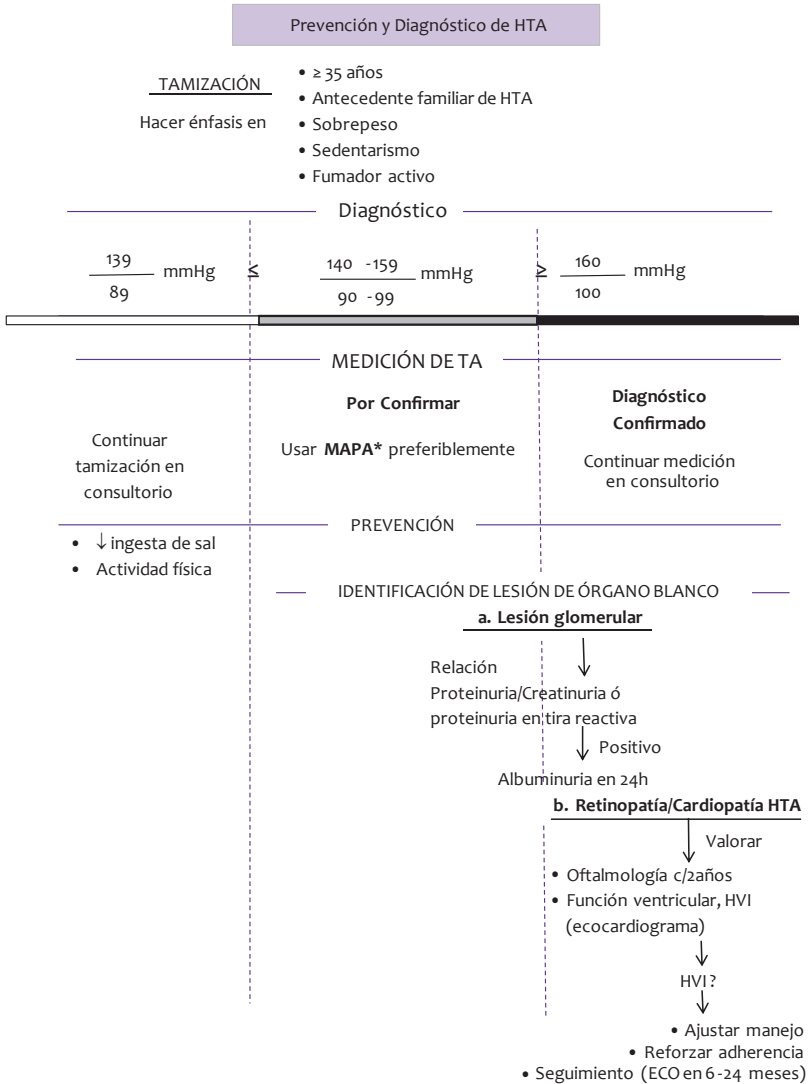 Prevención y Diagnóstico de HTA
TAMIZACIÓN
Hacer énfasis en
• ≥ 35 años
• Antecedente familiar de HTA
• Sobrepeso
• Sedentarismo
• Fumador activo
Diagnóstico
139
89
mmHg
≤
140 -159
90 -99
mmHg
≥
160
100
mmHg
MEDICIÓN DE TA
Continuar
tamización en
consultorio
Por Confirmar
Usar MAPA* preferiblemente
Diagnóstico
Confirmado
Continuar medición
en consultorio
PREVENCIÓN
• ↓ ingesta de sal
• Actividad física
IDENTIFICACIÓN DE LESIÓN DE ÓRGANO BLANCO
a. Lesión glomerular
Relación
Proteinuria/Creatinuria ó
proteinuria en tira reactiva
Positivo
Albuminuria en 24h
b. Retinopatía/Cardiopatía HTA
Valorar
• Oftalmología c/2años
• Función ventricular, HVI
(ecocardiograma)
HVI?
• Ajustar manejo
• Reforzar adherencia
• Seguimiento (ECO en 6-24 meses)